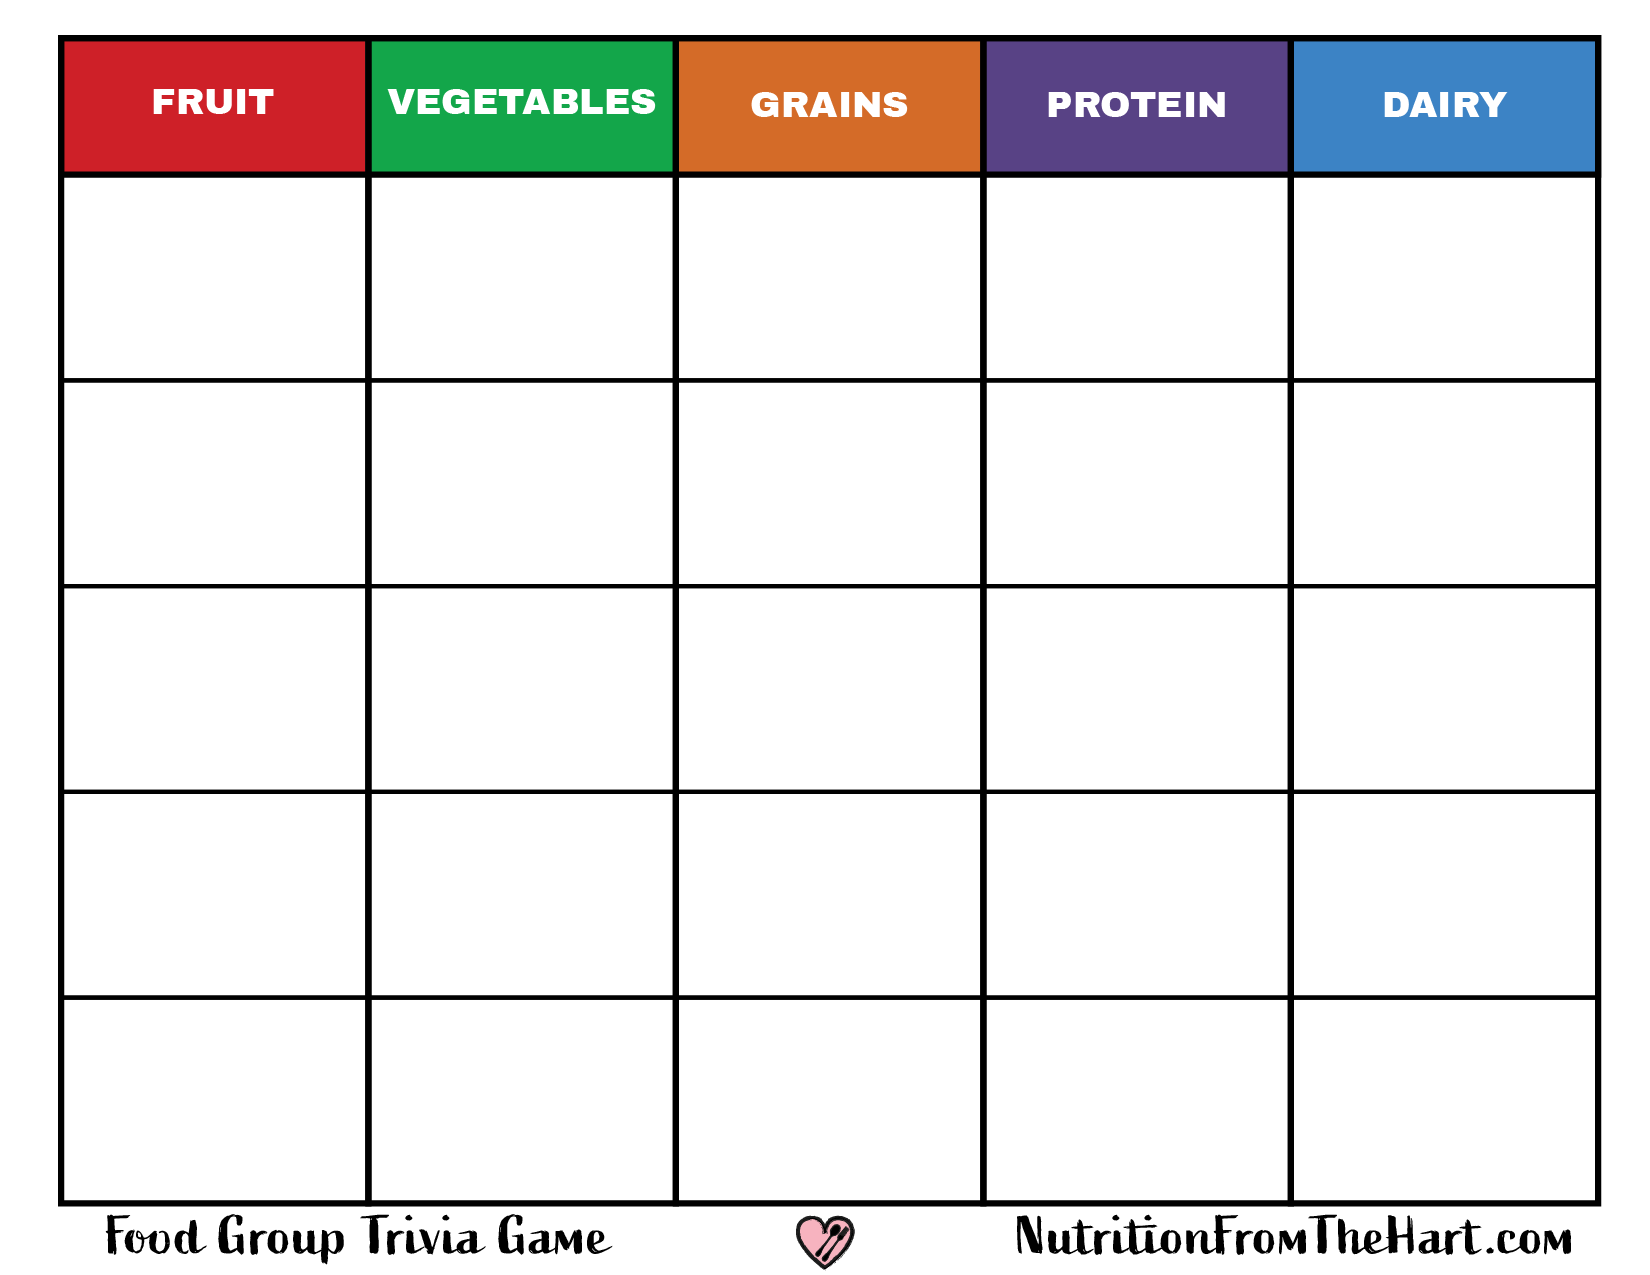 FRUIT VEGETABLES GRAINS PROTEIN DAIRY
Food Group Trivia Game NutritionFromTheHart.com